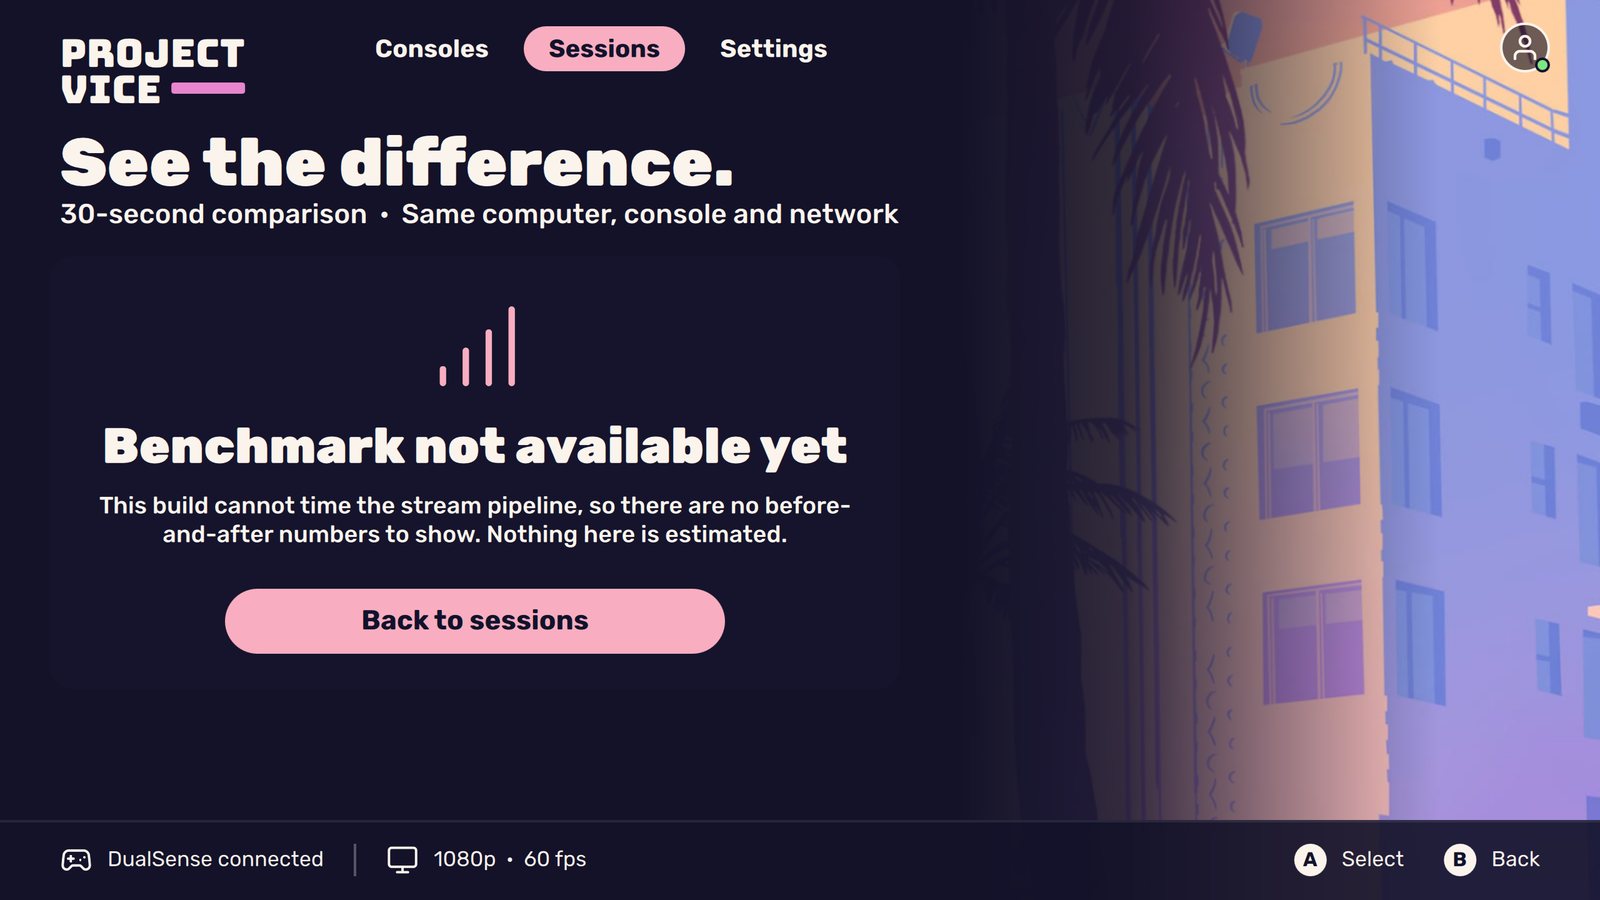 PROJECT
VICE
Consoles
Sessions
Settings
See the difference.
30-second comparison • Same computer, console and network
Benchmark not available yet
This build cannot time the stream pipeline, so there are no before-
and-after numbers to show. Nothing here is estimated.
Back to sessions
DualSense connected
1080p • 60 fps
A Select
B Back